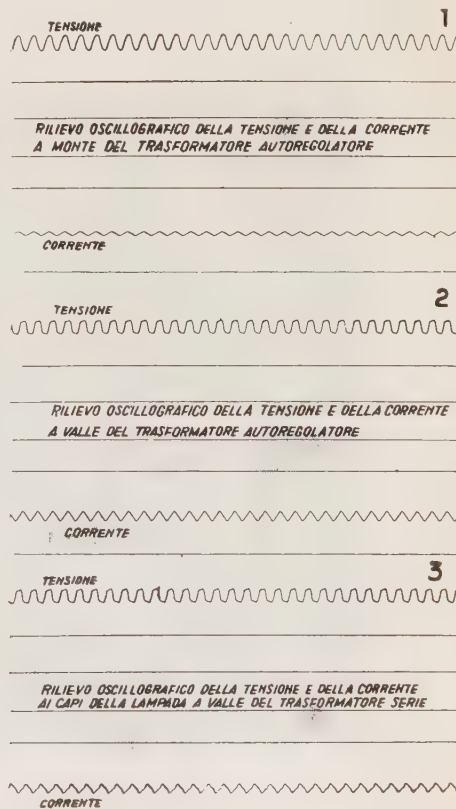 1
TENSIONE
RILIEVO OSCILLOGRAFICO DELLA TENSIONE E DELLA CORRENTE
A MONTE DEL TRASFORMATORE AUTOREGOLATORE
CORRENTE
2
TENSIONE
RILIEVO OSCILLOGRAFICO DELLA TENSIONE E DELLA CORRENTE
A VALLE DEL TRASFORMATORE AUTOREGOLATORE
CORRENTE
3
TENSIONE
RILIEVO OSCILLOGRAFICO DELLA TENSIONE E DELLA CORRENTE
AI CAPI DELLA LAMPADA A VALLE DEL TRASFORMATORE SERIE
CORRENTE